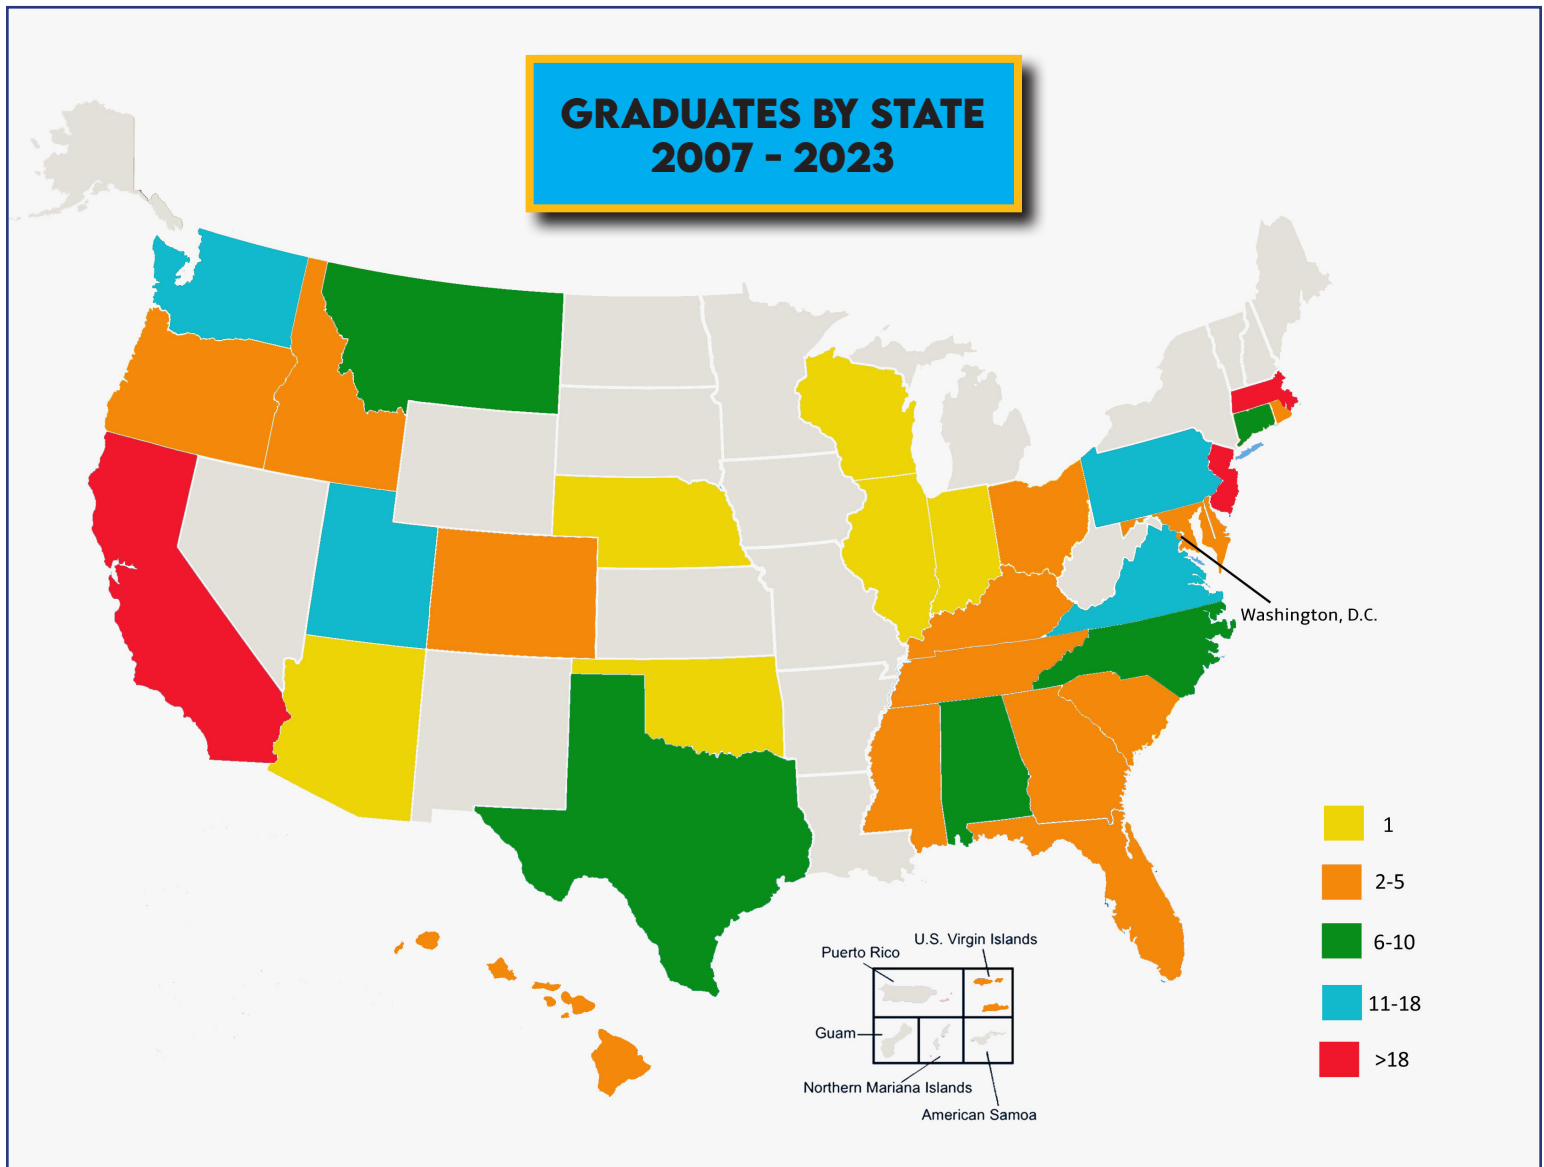 GRADUATES BY STATE
2007 - 2023
Washington, D.C.
1
2-5
6-10
11-18
>18
U.S. Virgin Islands
Puerto Rico
Guam
Northern Mariana Islands
American Samoa